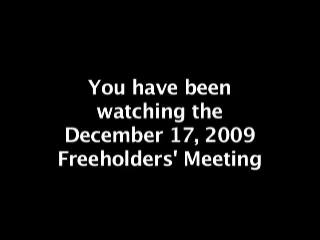 You have been
watching the
December 17, 2009
Freeholders' Meeting